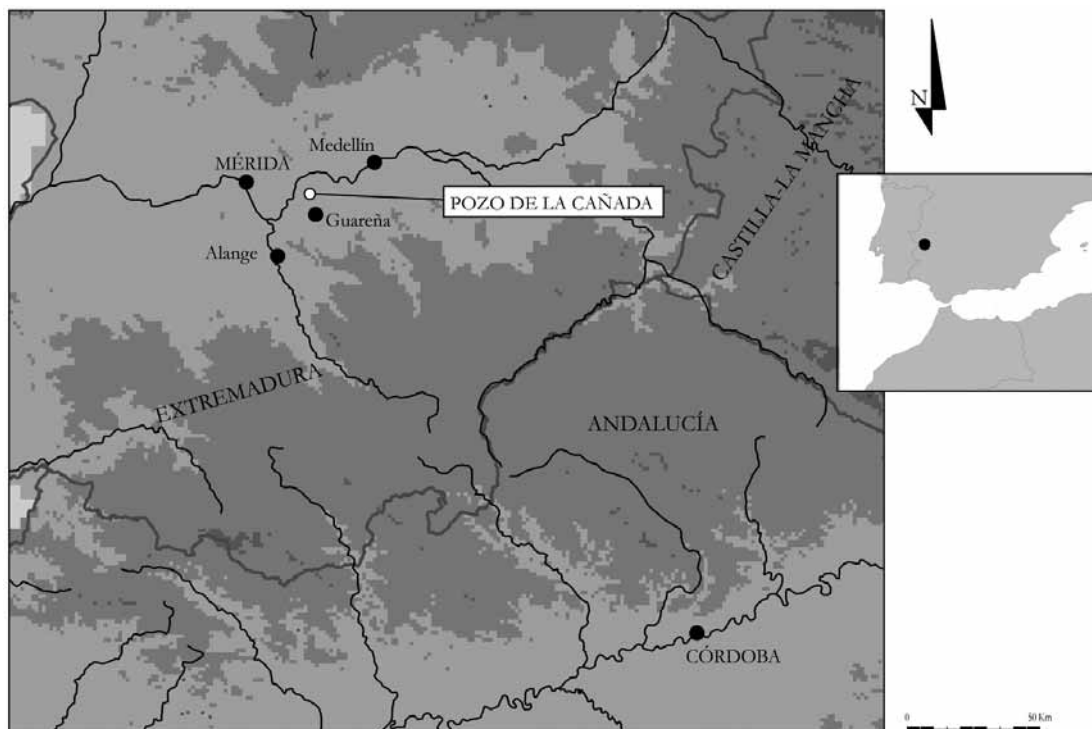 N
Medellín
MÉRIDA
POZO DE LA CAÑADA
Guareña
Alange
CASTILLA-LA MANCHA
EXTREMADURA
ANDALUCÍA
CÓRDOBA
0 50 Km